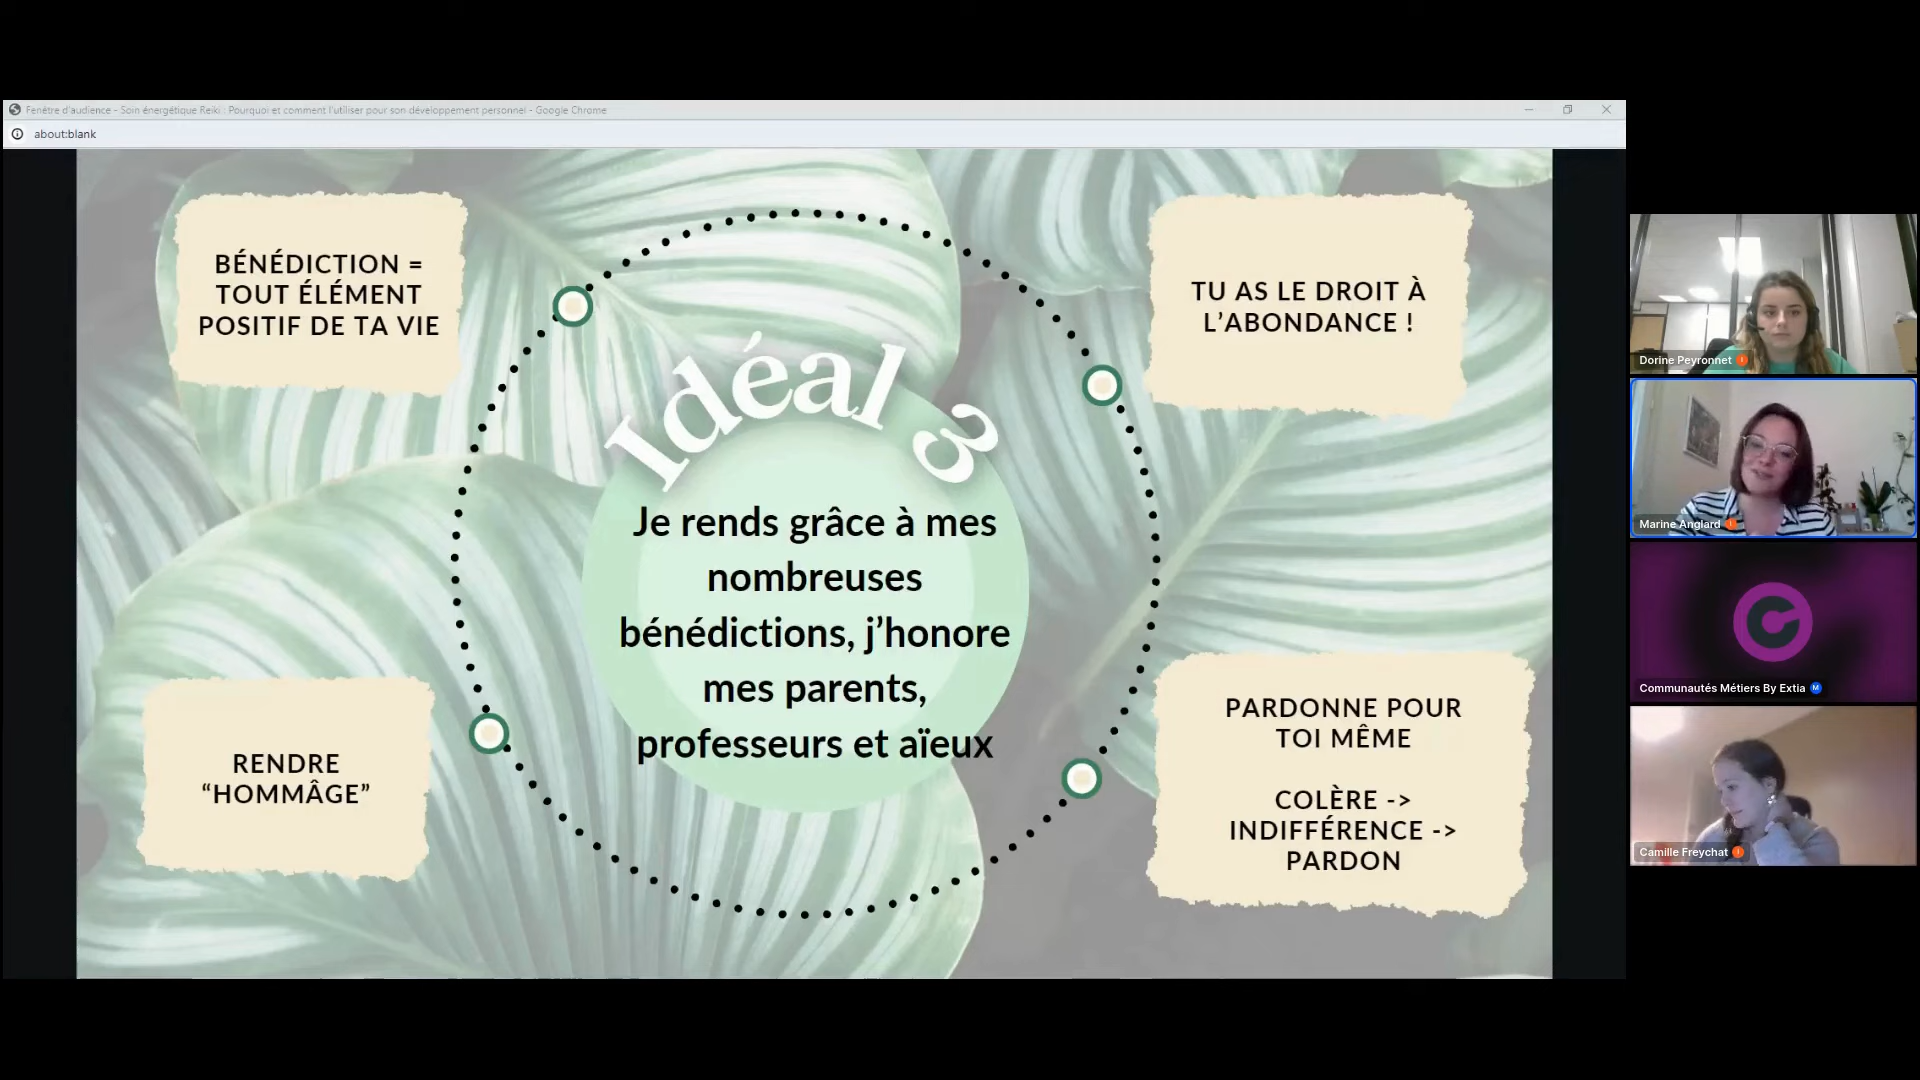 Fenêtre d'audience - Soin énergétique Reiki : Pourquoi et comment l'utiliser pour son développement personnel - Google Chrome
about:blank
BÉNÉDICTION =
TOUT ÉLÉMENT
POSITIF DE TA VIE
TU AS LE DROIT À
L’ABONDANCE !
Idéal 3
Je rends grâce à mes
nombreuses
bénédictions, j’honore
mes parents,
professeurs et aïeux
RENDRE
“HOMMÂGE”
PARDONNE POUR
TOI MÊME
COLÈRE ->
INDIFFÉRENCE ->
PARDON
Dorine Peyronnet
Marine Anglard
Communautés Métiers By Extia M
Camille Freychat